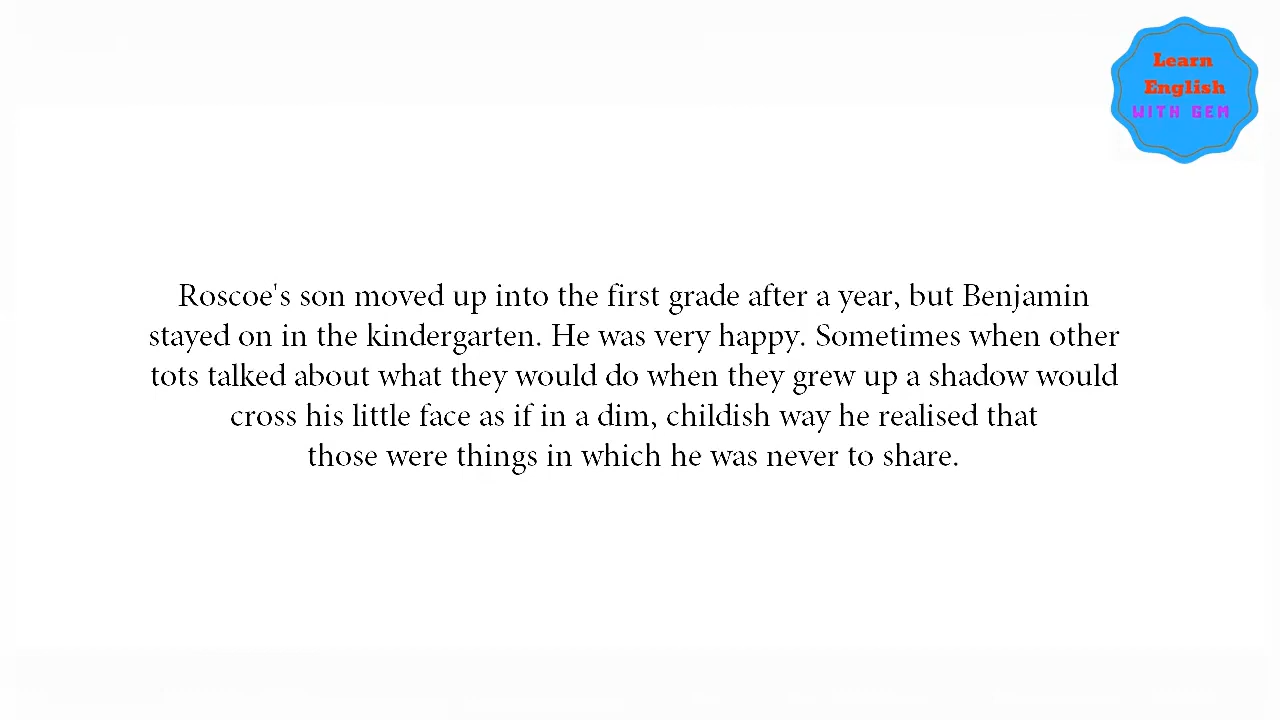 Learn
English
WITH GEM
Roscoe's son moved up into the first grade after a year, but Benjamin
stayed on in the kindergarten. He was very happy. Sometimes when other
tots talked about what they would do when they grew up a shadow would
cross his little face as if in a dim, childish way he realised that
those were things in which he was never to share.